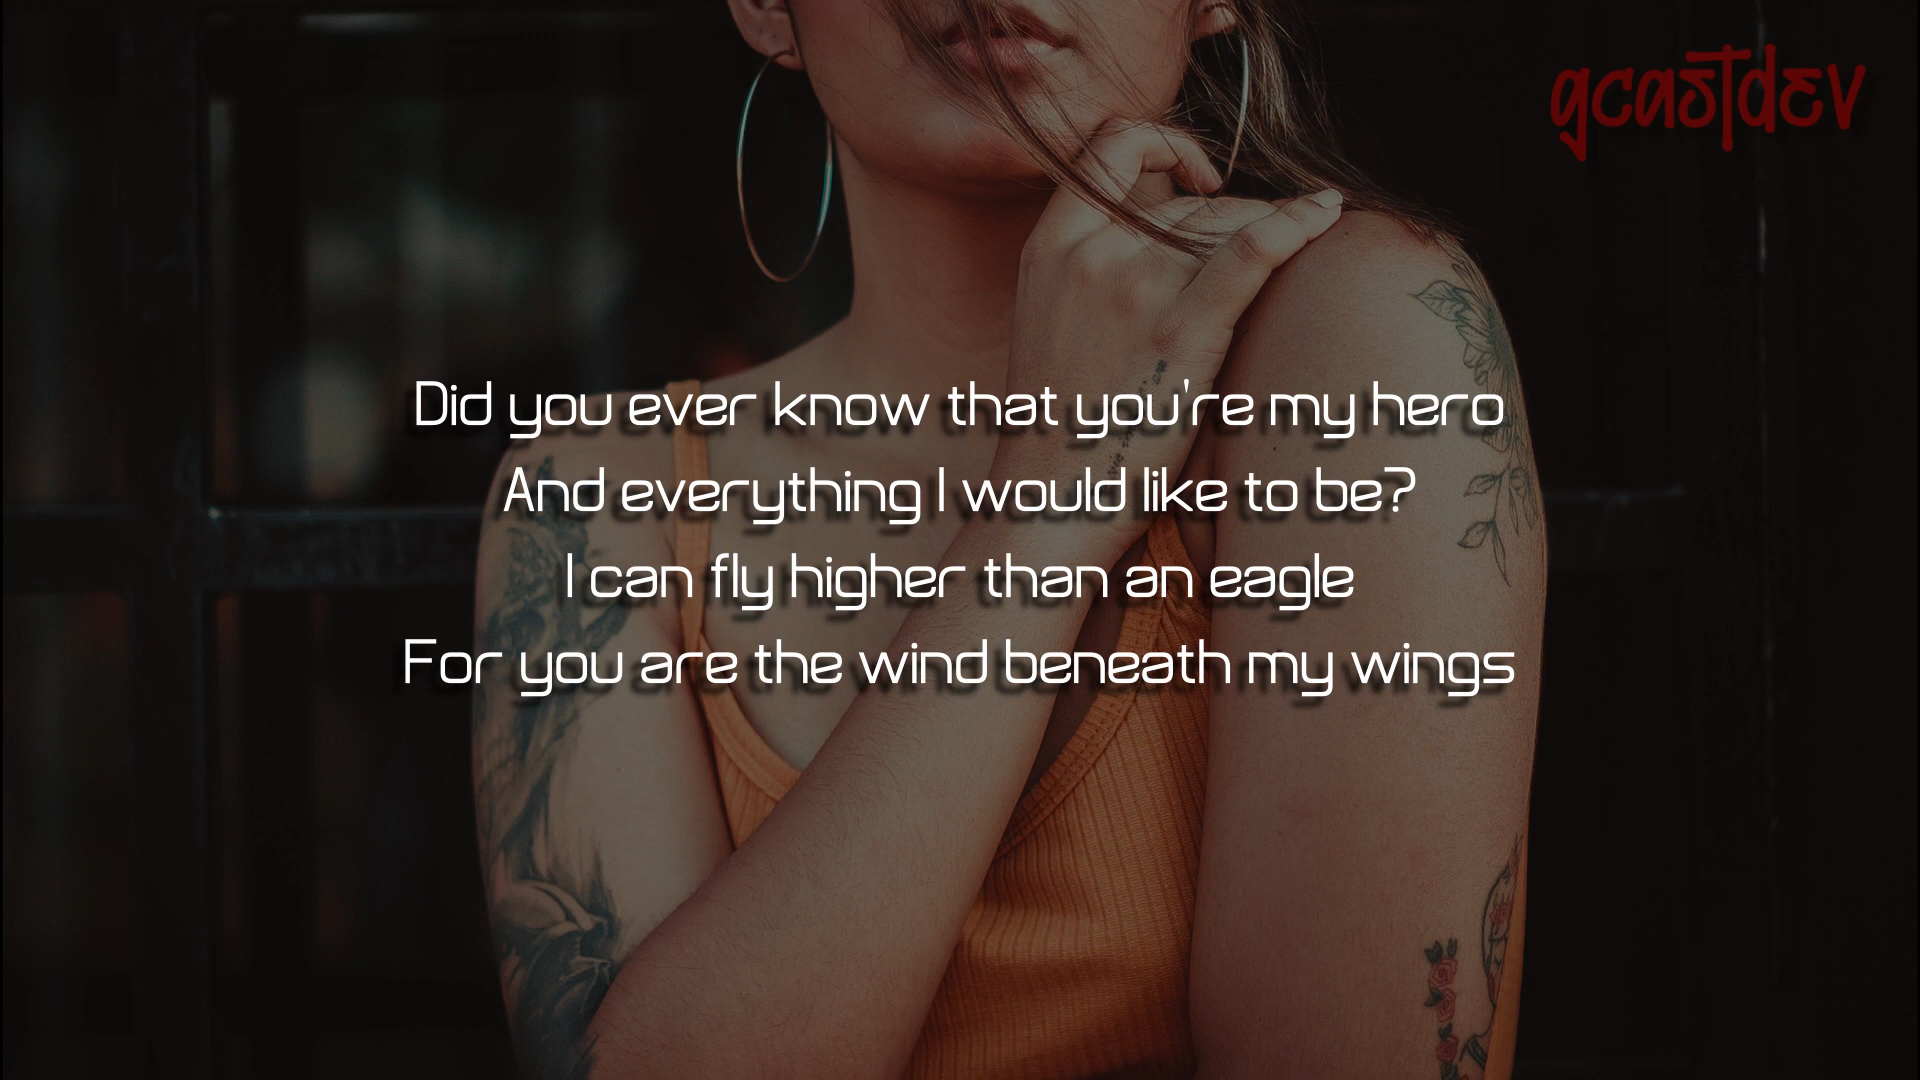 gcastdev
Did you ever know that you're my hero
And everything I would like to be?
I can fly higher than an eagle
For you are the wind beneath my wings